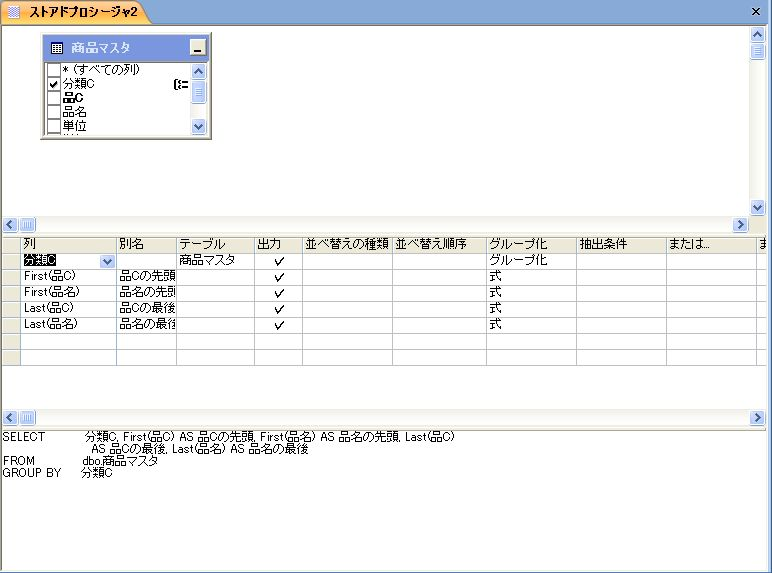 ストアドプロシージャ2
商品マスタ
* (すべての列)
分類C
品C
品名
単位
列 別名 テーブル 出力 並べ替えの種類 並べ替え順序 グループ化 抽出条件 または...
分類C 商品マスタ グループ化
First(品C) 品Cの先頭 式
First(品名) 品名の先頭 式
Last(品C) 品Cの最後 式
Last(品名) 品名の最後 式
SELECT 分類C, First(品C) AS 品Cの先頭, First(品名) AS 品名の先頭, Last(品C)
AS 品Cの最後, Last(品名) AS 品名の最後
FROM dbo.商品マスタ
GROUP BY 分類C